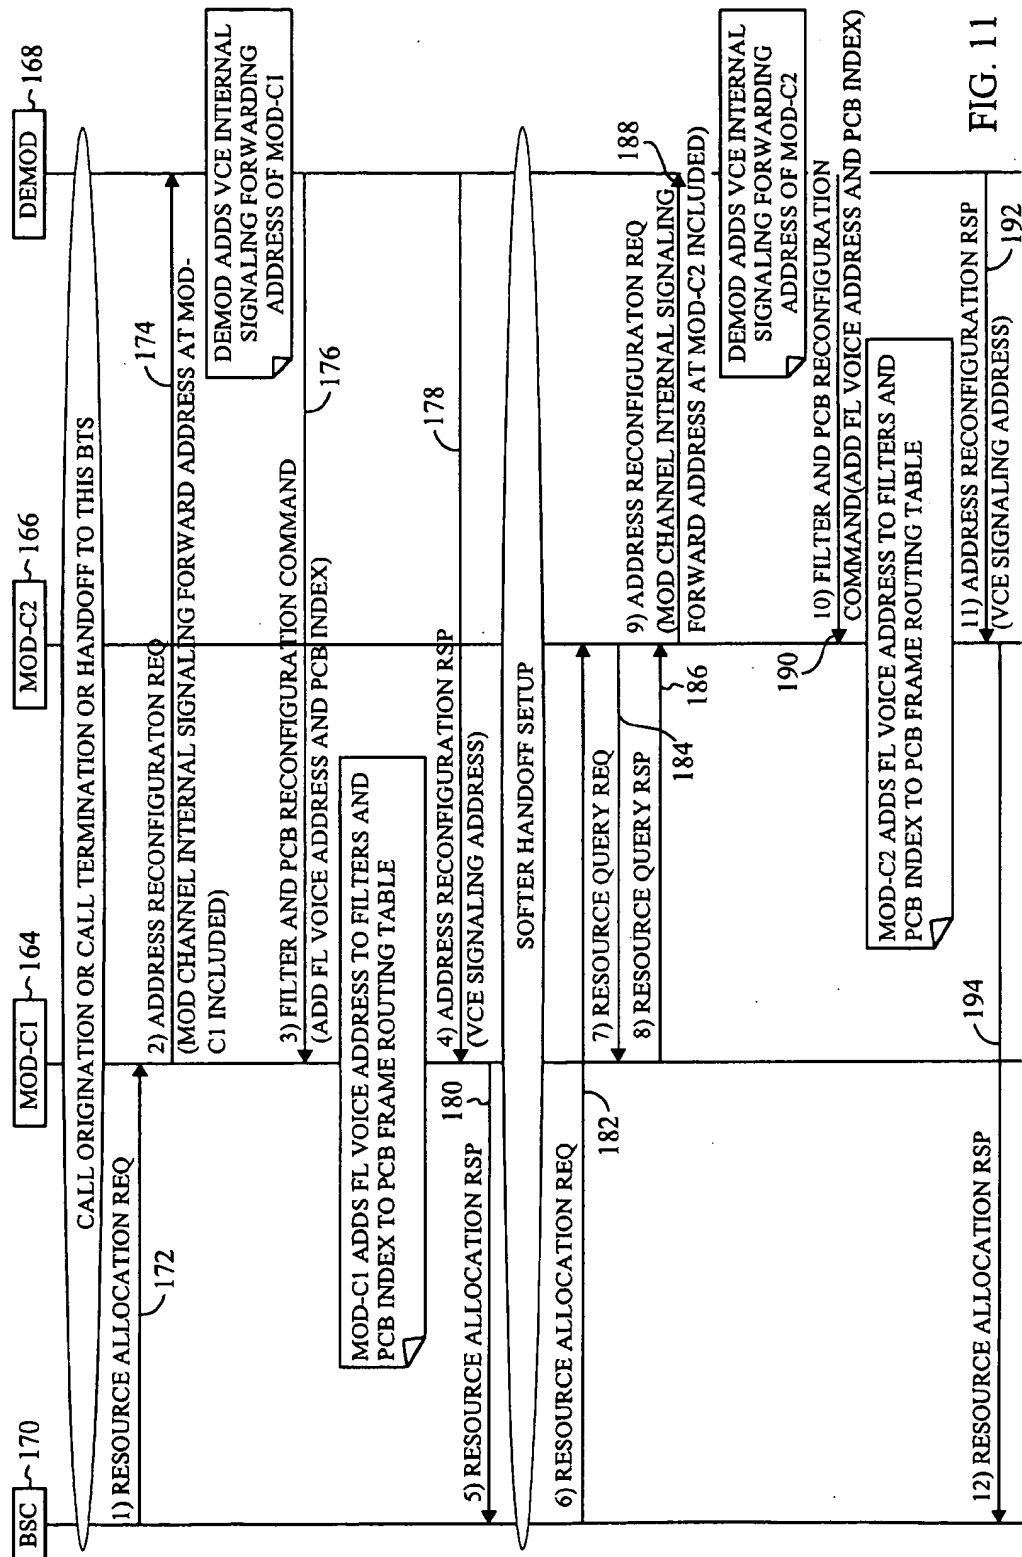 BSC
170
MOD-C1
164
MOD-C2
166
DEMOD
168
CALL ORIGINATION OR CALL TERMINATION OR HANDOFF TO THIS BTS
1) RESOURCE ALLOCATION REQ
172
2) ADDRESS RECONFIGURATON REQ
(MOD CHANNEL INTERNAL SIGNALING FORWARD ADDRESS AT MOD-
C1 INCLUDED)
174
DEMOD ADDS VCE INTERNAL
SIGNALING FORWARDING
ADDRESS OF MOD-C1
3) FILTER AND PCB RECONFIGURATION COMMAND
(ADD FL VOICE ADDRESS AND PCB INDEX)
176
MOD-C1 ADDS FL VOICE ADDRESS TO FILTERS AND
PCB INDEX TO PCB FRAME ROUTING TABLE
4) ADDRESS RECONFIGURATION RSP
(VCE SIGNALING ADDRESS)
178
5) RESOURCE ALLOCATION RSP
180
SOFTER HANDOFF SETUP
6) RESOURCE ALLOCATION REQ
182
7) RESOURCE QUERY REQ
184
8) RESOURCE QUERY RSP
186
9) ADDRESS RECONFIGURATON REQ
(MOD CHANNEL INTERNAL SIGNALING
FORWARD ADDRESS AT MOD-C2 INCLUDED)
188
DEMOD ADDS VCE INTERNAL
SIGNALING FORWARDING
ADDRESS OF MOD-C2
10) FILTER AND PCB RECONFIGURATION
COMMAND(ADD FL VOICE ADDRESS AND PCB INDEX)
190
MOD-C2 ADDS FL VOICE ADDRESS TO FILTERS AND
PCB INDEX TO PCB FRAME ROUTING TABLE
11) ADDRESS RECONFIGURATION RSP
(VCE SIGNALING ADDRESS)
192
12) RESOURCE ALLOCATION RSP
194
FIG. 11